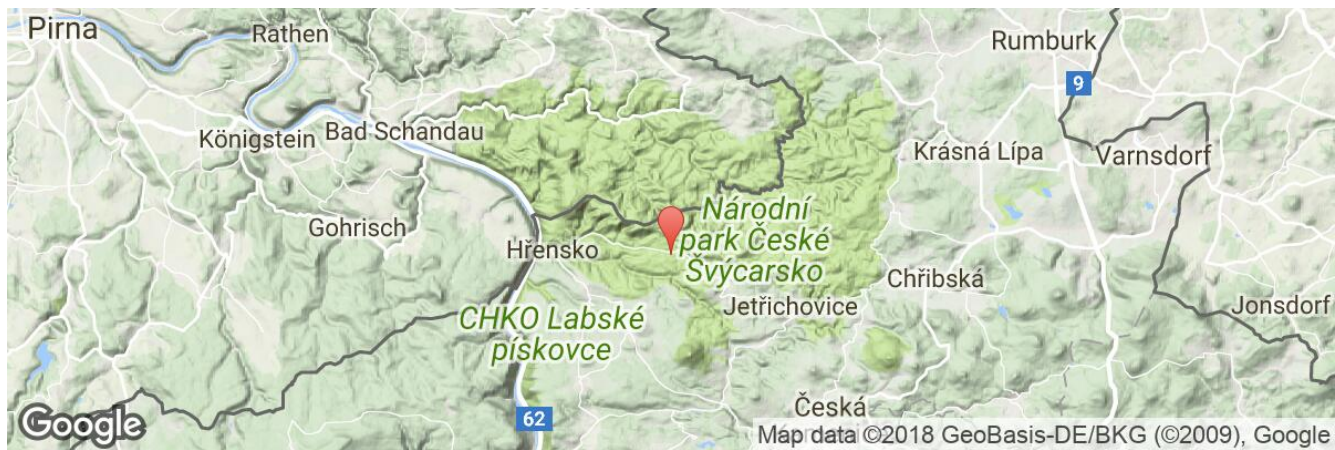 Pirna
Rathen
Rumburk
9
Königstein
Bad Schandau
Krásná Lípa
Varnsdorf
Gohrisch
Hřensko
Národní
park České
Švýcarsko
Chřibská
Jetřichovice
Jonsdorf
CHKO Labské
pískovce
62
Česká
Google
Map data ©2018 GeoBasis-DE/BKG (©2009), Google